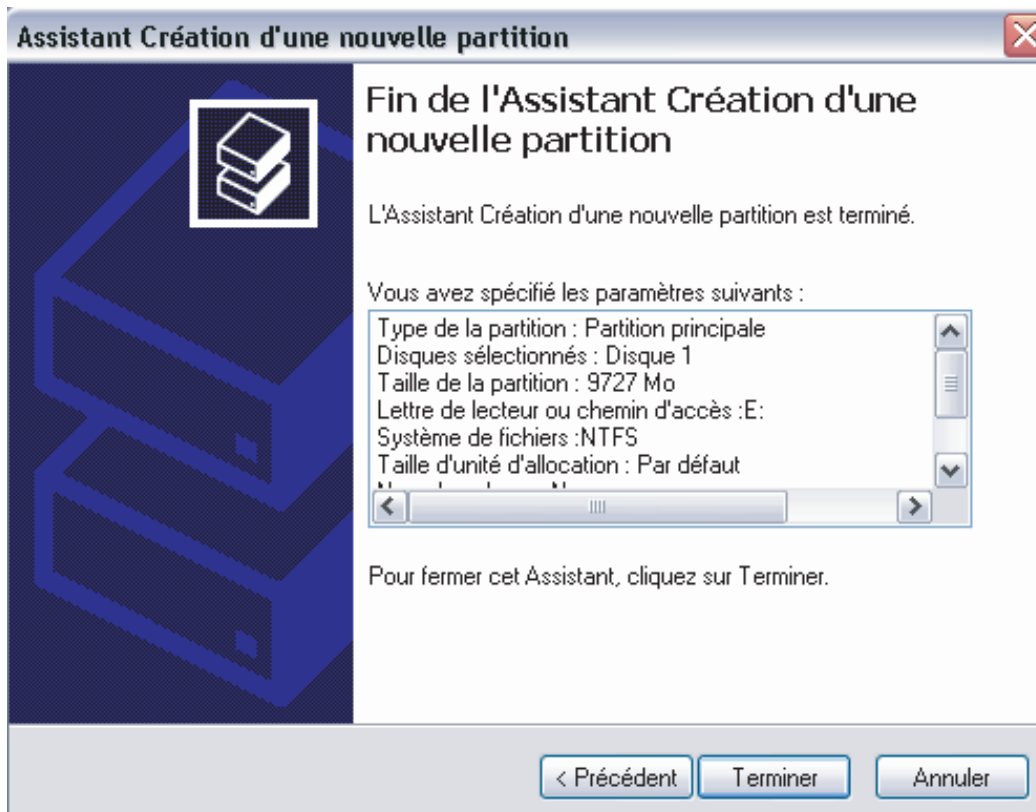 Assistant Création d'une nouvelle partition
Fin de l'Assistant Création d'une
nouvelle partition
L'Assistant Création d'une nouvelle partition est terminé.
Vous avez spécifié les paramètres suivants :
Type de la partition : Partition principale
Disques sélectionnés : Disque 1
Taille de la partition : 9727 Mo
Lettre de lecteur ou chemin d'accès :E:
Système de fichiers :NTFS
Taille d'unité d'allocation : Par défaut
Pour fermer cet Assistant, cliquez sur Terminer.
< Précédent Terminer Annuler